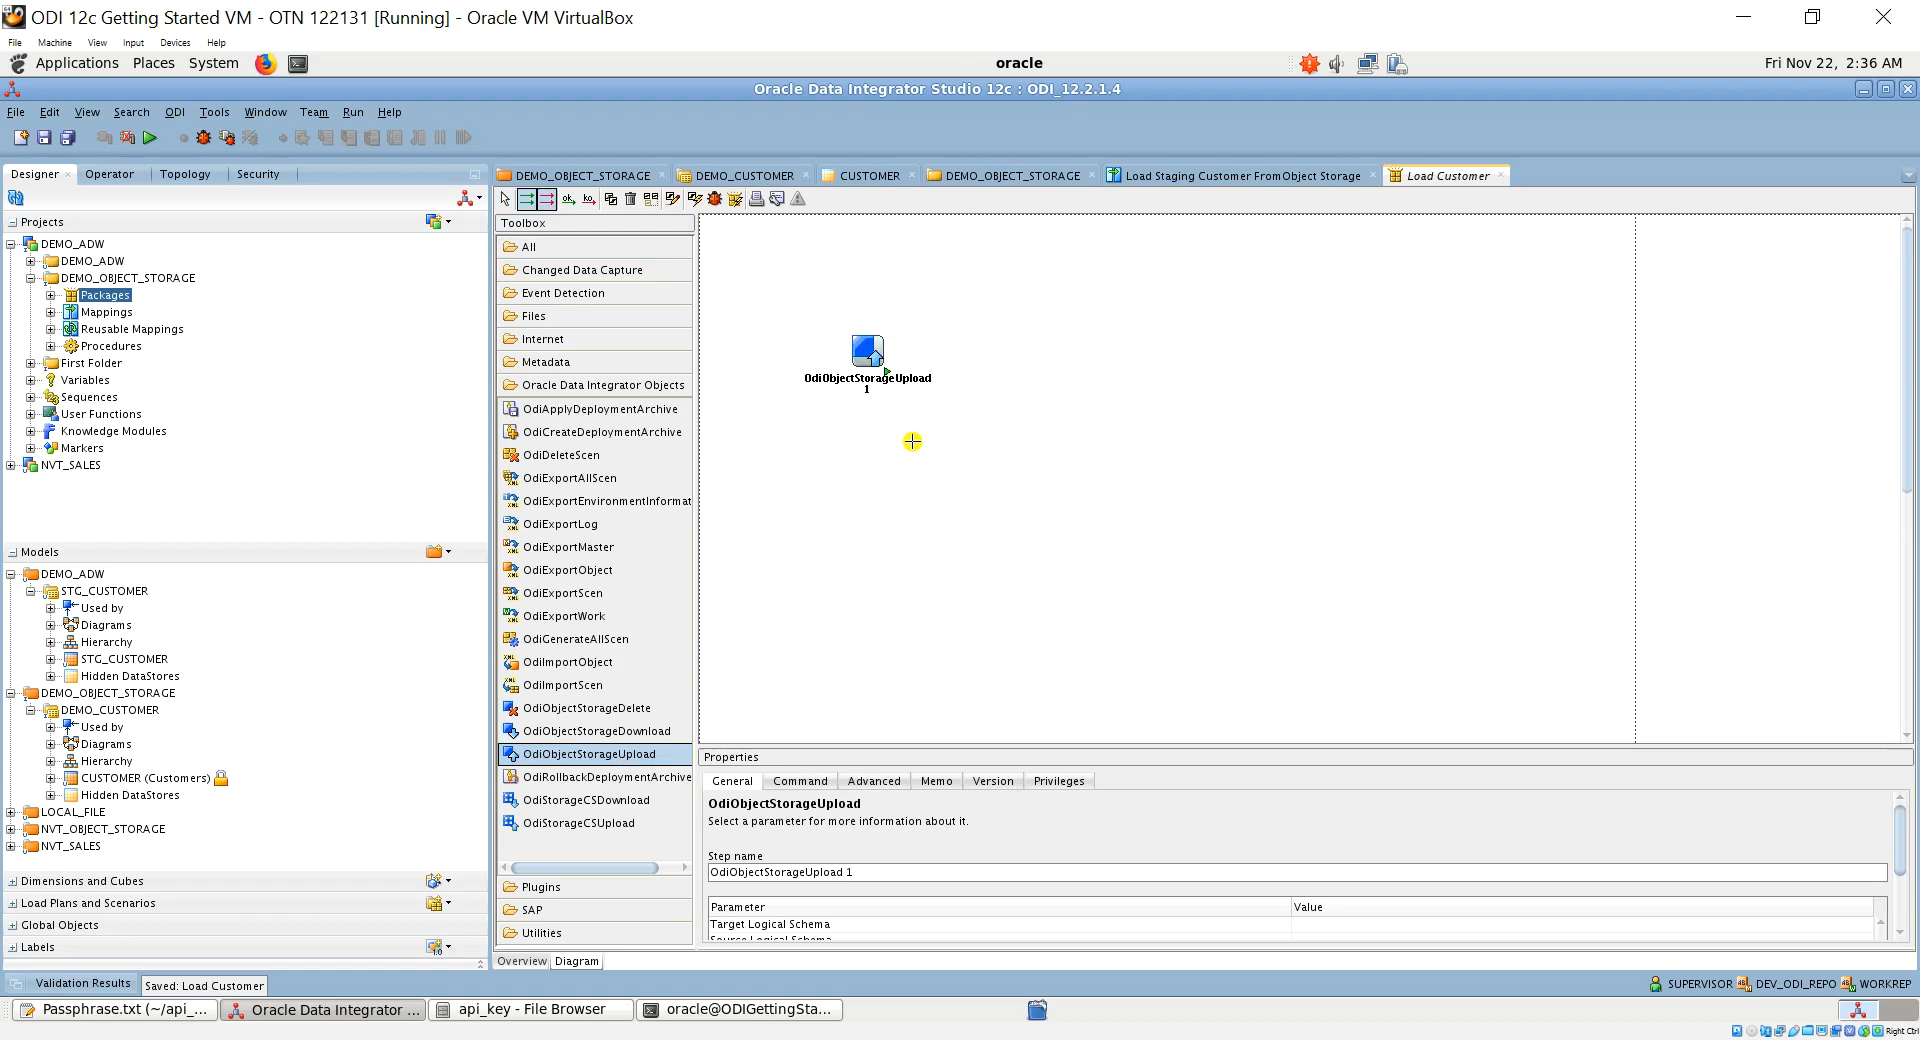 ODI 12c Getting Started VM - OTN 122131 [Running] - Oracle VM VirtualBox
File Machine View Input Devices Help
Applications Places System oracle Fri Nov 22, 2:36 AM
Oracle Data Integrator Studio 12c : ODI_12.2.1.4
File Edit View Search ODI Tools Window Team Run Help
Designer Operator Topology Security
DEMO_OBJECT_STORAGE DEMO_CUSTOMER CUSTOMER DEMO_OBJECT_STORAGE Load Staging Customer FromObject Storage Load Customer
ok ko
Projects
DEMO_ADW
DEMO_ADW
DEMO_OBJECT_STORAGE
Packages
Mappings
Reusable Mappings
Procedures
First Folder
Variables
Sequences
User Functions
Knowledge Modules
Markers
NVT_SALES
Models
DEMO_ADW
STG_CUSTOMER
Used by
Diagrams
Hierarchy
STG_CUSTOMER
Hidden DataStores
DEMO_OBJECT_STORAGE
DEMO_CUSTOMER
Used by
Diagrams
Hierarchy
CUSTOMER (Customers)
Hidden DataStores
LOCAL_FILE
NVT_OBJECT_STORAGE
NVT_SALES
Dimensions and Cubes
Load Plans and Scenarios
Global Objects
Labels
Toolbox
All
Changed Data Capture
Event Detection
Files
Internet
Metadata
Oracle Data Integrator Objects
OdiApplyDeploymentArchive
OdiCreateDeploymentArchive
OdiDeleteScen
OdiExportAllScen
OdiExportEnvironmentInformat
OdiExportLog
OdiExportMaster
OdiExportObject
OdiExportScen
OdiExportWork
OdiGenerateAllScen
OdiImportObject
OdiImportScen
OdiObjectStorageDelete
OdiObjectStorageDownload
OdiObjectStorageUpload
OdiRollbackDeploymentArchive
OdiStorageCSDownload
OdiStorageCSUpload
Plugins
SAP
Utilities
OdiObjectStorageUpload
1
Properties
General Command Advanced Memo Version Privileges
OdiObjectStorageUpload
Select a parameter for more information about it.
Step name
OdiObjectStorageUpload 1
Parameter Value
Target Logical Schema
Source Logical Schema
Overview Diagram
Validation Results Saved: Load Customer SUPERVISOR DEV_ODI_REPO WORKREP
Passphrase.txt (~/api_... Oracle Data Integrator ... api_key - File Browser oracle@ODIGettingSta...
Right Ctrl